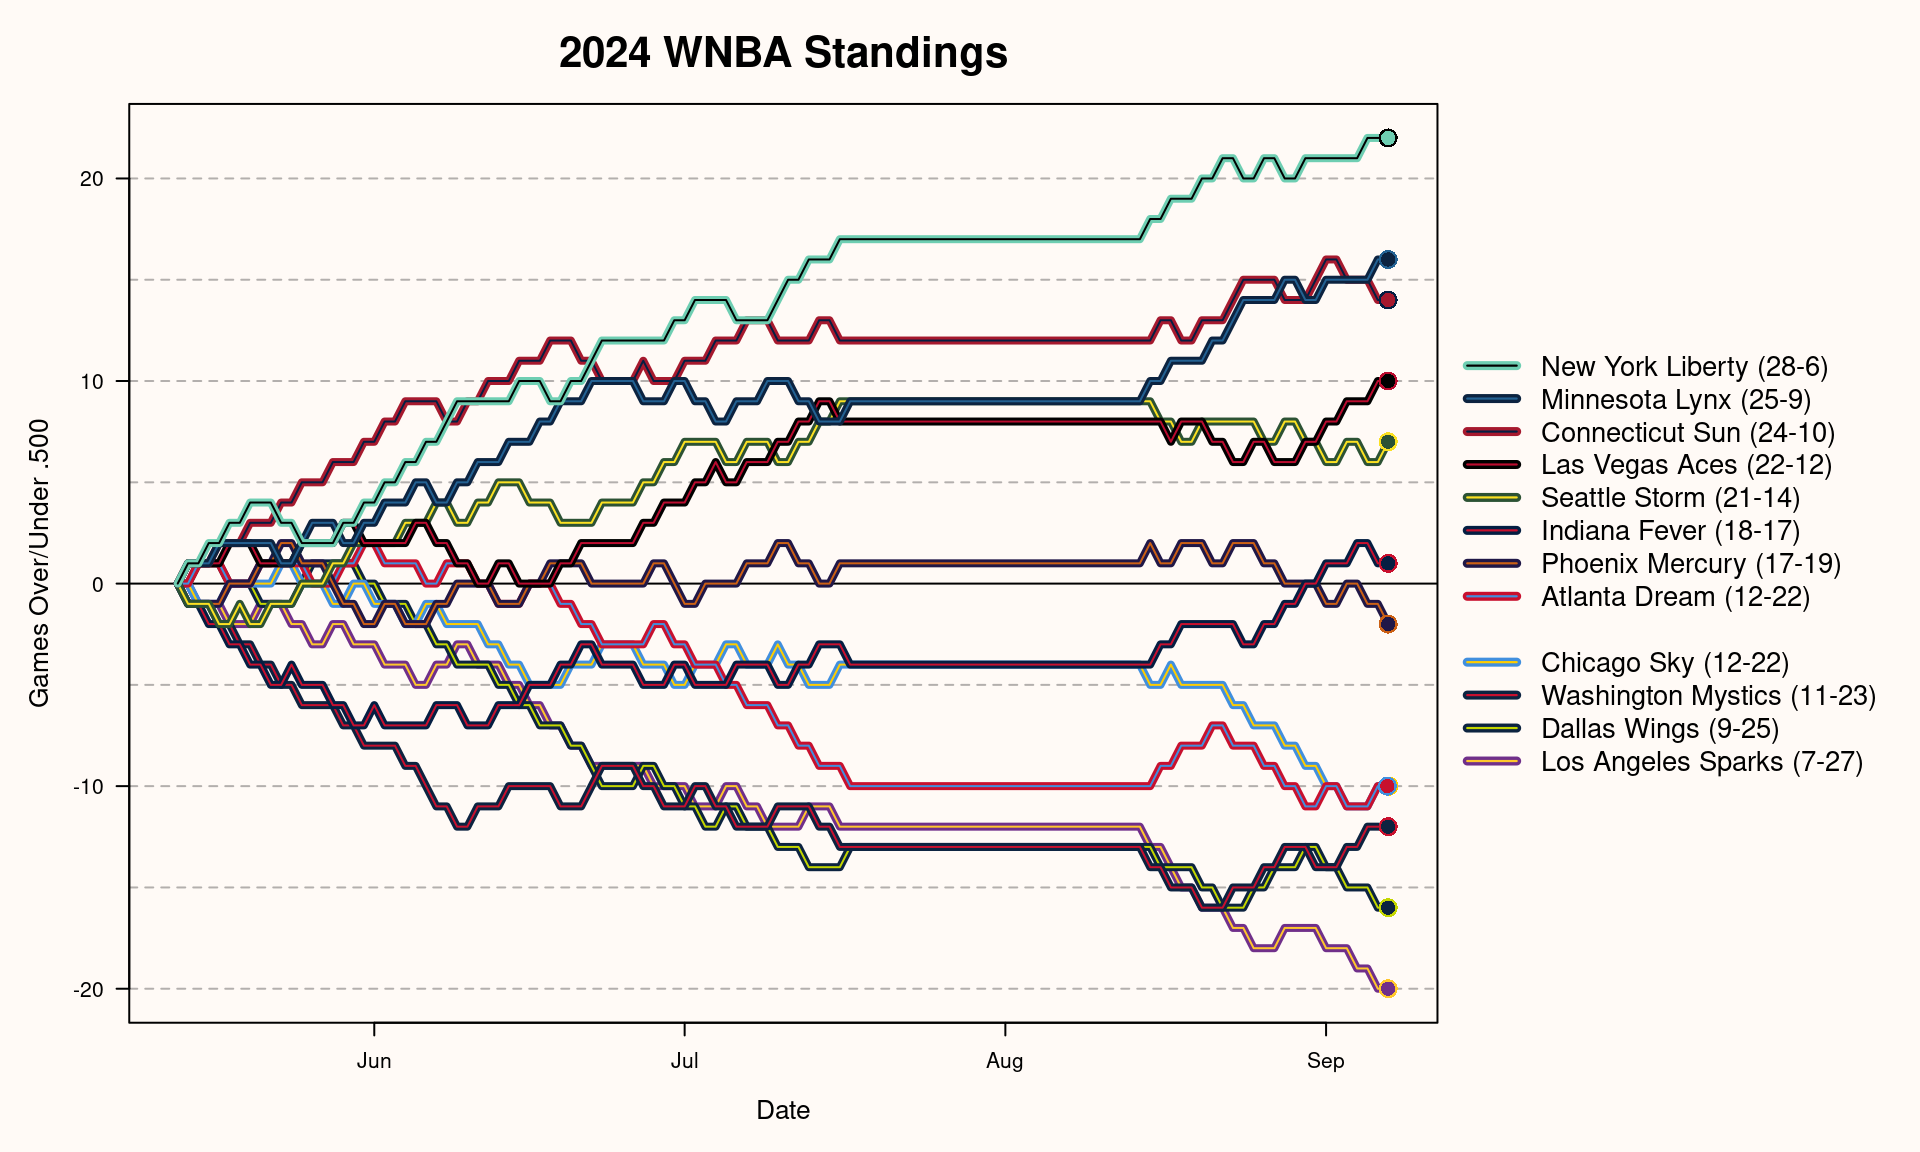 2024 WNBA Standings
Games Over/Under .500
20
10
0
-10
-20
Jun
Jul
Aug
Sep
Date
New York Liberty (28-6)
Minnesota Lynx (25-9)
Connecticut Sun (24-10)
Las Vegas Aces (22-12)
Seattle Storm (21-14)
Indiana Fever (18-17)
Phoenix Mercury (17-19)
Atlanta Dream (12-22)
Chicago Sky (12-22)
Washington Mystics (11-23)
Dallas Wings (9-25)
Los Angeles Sparks (7-27)